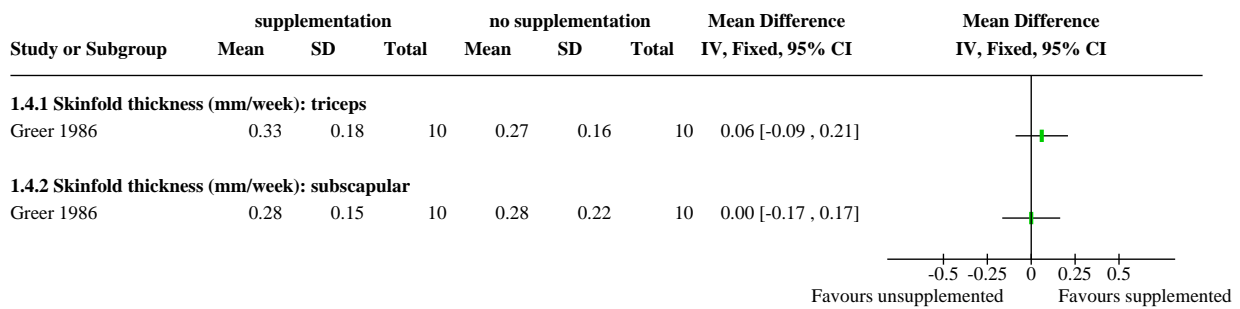 supplementation no supplementation Mean Difference Mean Difference
Study or Subgroup Mean SD Total Mean SD Total IV, Fixed, 95% CI IV, Fixed, 95% CI
1.4.1 Skinfold thickness (mm/week): triceps
Greer 1986 0.33 0.18 10 0.27 0.16 10 0.06 [-0.09 , 0.21]
1.4.2 Skinfold thickness (mm/week): subscapular
Greer 1986 0.28 0.15 10 0.28 0.22 10 0.00 [-0.17 , 0.17]
-0.5 -0.25 0 0.25 0.5
Favours unsupplemented Favours supplemented